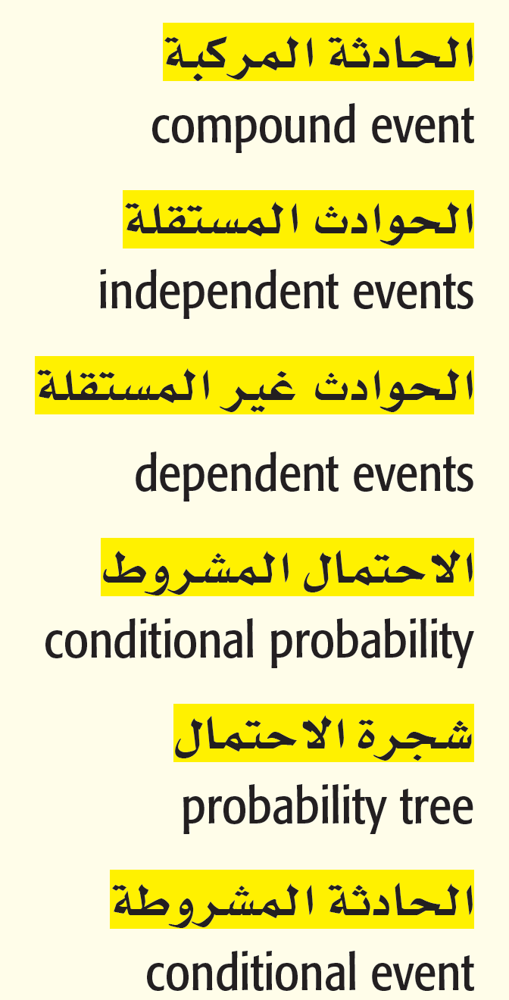 الحادثة المركبة
compound event
الحوادث المستقلة
independent events
الحوادث غير المستقلة
dependent events
الاحتمال المشروط
conditional probability
شجرة الاحتمال
probability tree
الحادثة المشروطة
conditional event